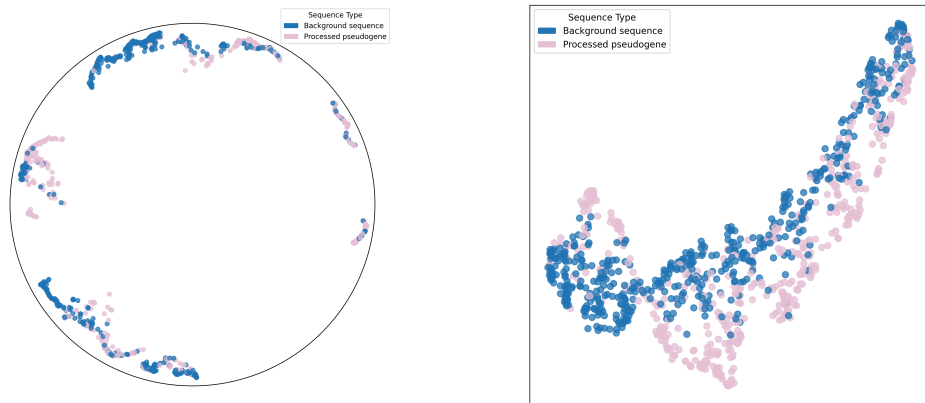 Sequence Type
Background sequence
Processed pseudogene
Sequence Type
Background sequence
Processed pseudogene